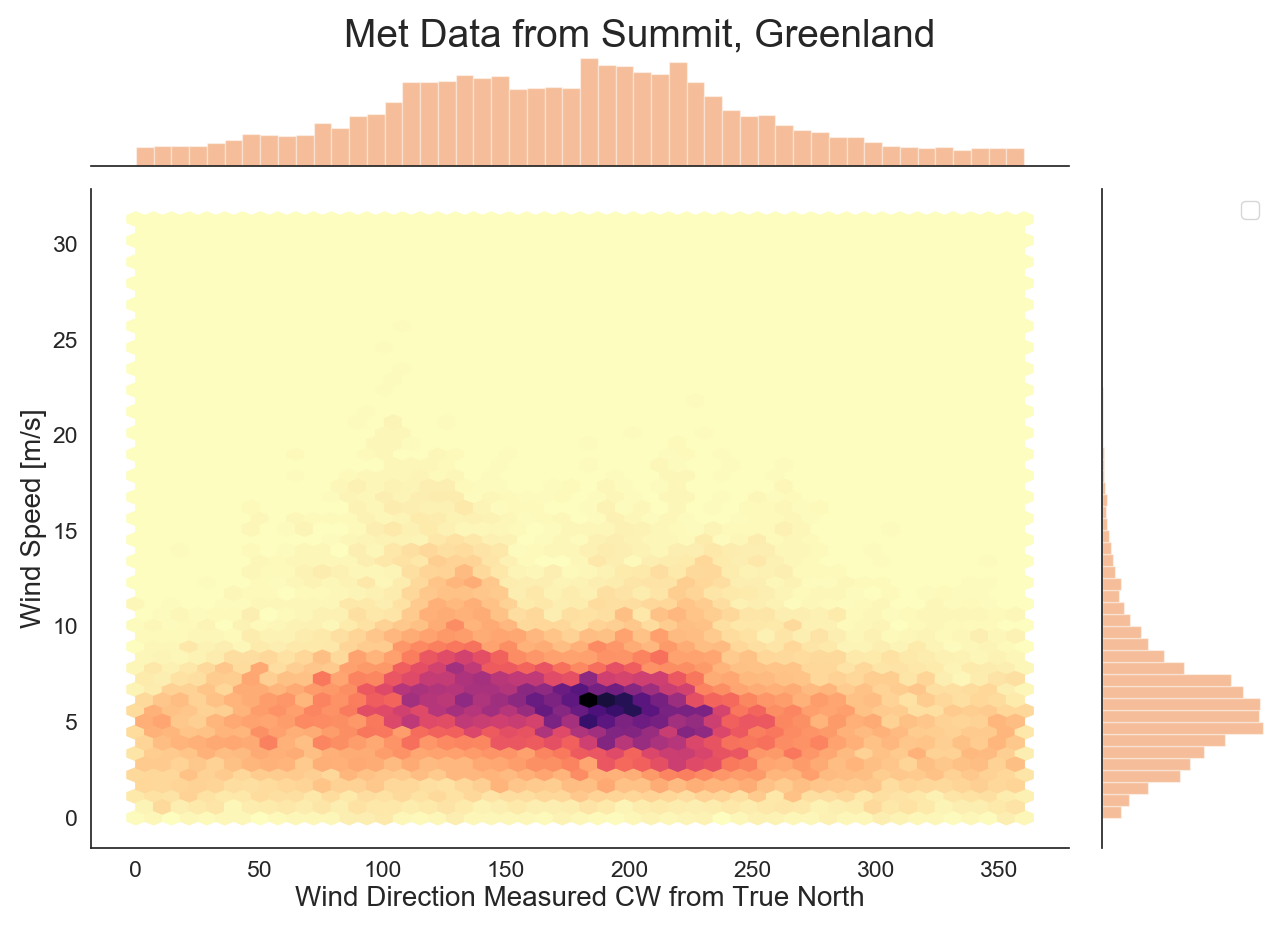 Met Data from Summit, Greenland
Wind Speed [m/s]
30
25
20
15
10
5
0
0 50 100 150 200 250 300 350
Wind Direction Measured CW from True North